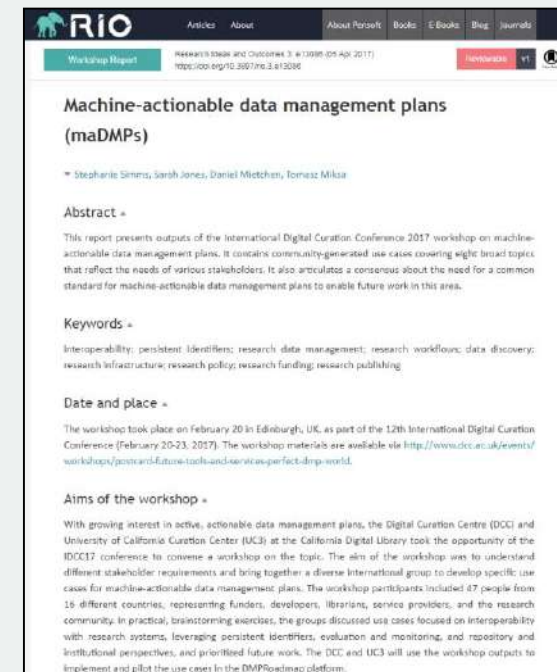 RIO
Articles About About Pensoft Books E-Books Blog Journals
Workshop Report
Research Ideas and Outcomes 3: e13086 (05 Apr 2017)
https://doi.org/10.3897/rio.3.e13086
Reviewable v1
Machine-actionable data management plans
(maDMPs)
Stephanie Simms, Sarah Jones, Daniel Mietchen, Tomasz Miksa
Abstract
This report presents outputs of the International Digital Curation Conference 2017 workshop on machine-
actionable data management plans. It contains community-generated use cases covering eight broad topics
that reflect the needs of various stakeholders. It also articulates a consensus about the need for a common
standard for machine-actionable data management plans to enable future work in this area.
Keywords
Interoperability; persistent identifiers; research data management; research workflows; data discovery;
research infrastructure; research policy; research funding; research publishing
Date and place
The workshop took place on February 20 in Edinburgh, UK, as part of the 12th International Digital Curation
Conference (February 20-23, 2017). The workshop materials are available via http://www.dcc.ac.uk/events/
workshops/postcard-future-tools-and-services-perfect-dmp-world.
Aims of the workshop
With growing interest in active, actionable data management plans, the Digital Curation Centre (DCC) and
University of California Curation Center (UC3) at the California Digital Library took the opportunity of the
IDCC17 conference to convene a workshop on the topic. The aim of the workshop was to understand
different stakeholder requirements and bring together a diverse international group to develop specific use
cases for machine-actionable data management plans. The workshop participants included 47 people from
16 different countries, representing funders, developers, librarians, service providers, and the research
community. In practical, brainstorming exercises, the groups discussed use cases focused on interoperability
with research systems, leveraging persistent identifiers, evaluation and monitoring, and repository and
institutional perspectives, and prioritized future work. The DCC and UC3 will use the workshop outputs to
implement and pilot the use cases in the DMPRoadmap platform.